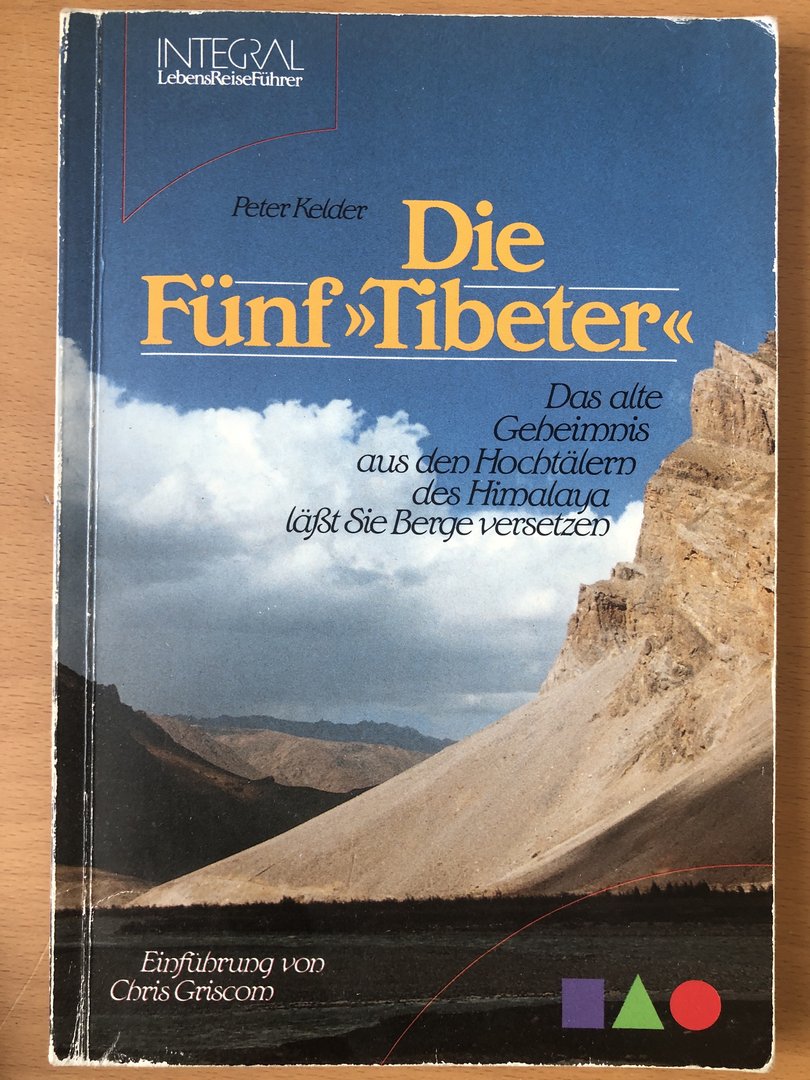 INTEGRAL
LebensReiseFührer
Peter Kelder
Die
Fünf »Tibeter«
Das alte
Geheimnis
aus den Hochtälern
des Himalaya
läßt Sie Berge versetzen
Einführung von
Chris Griscom